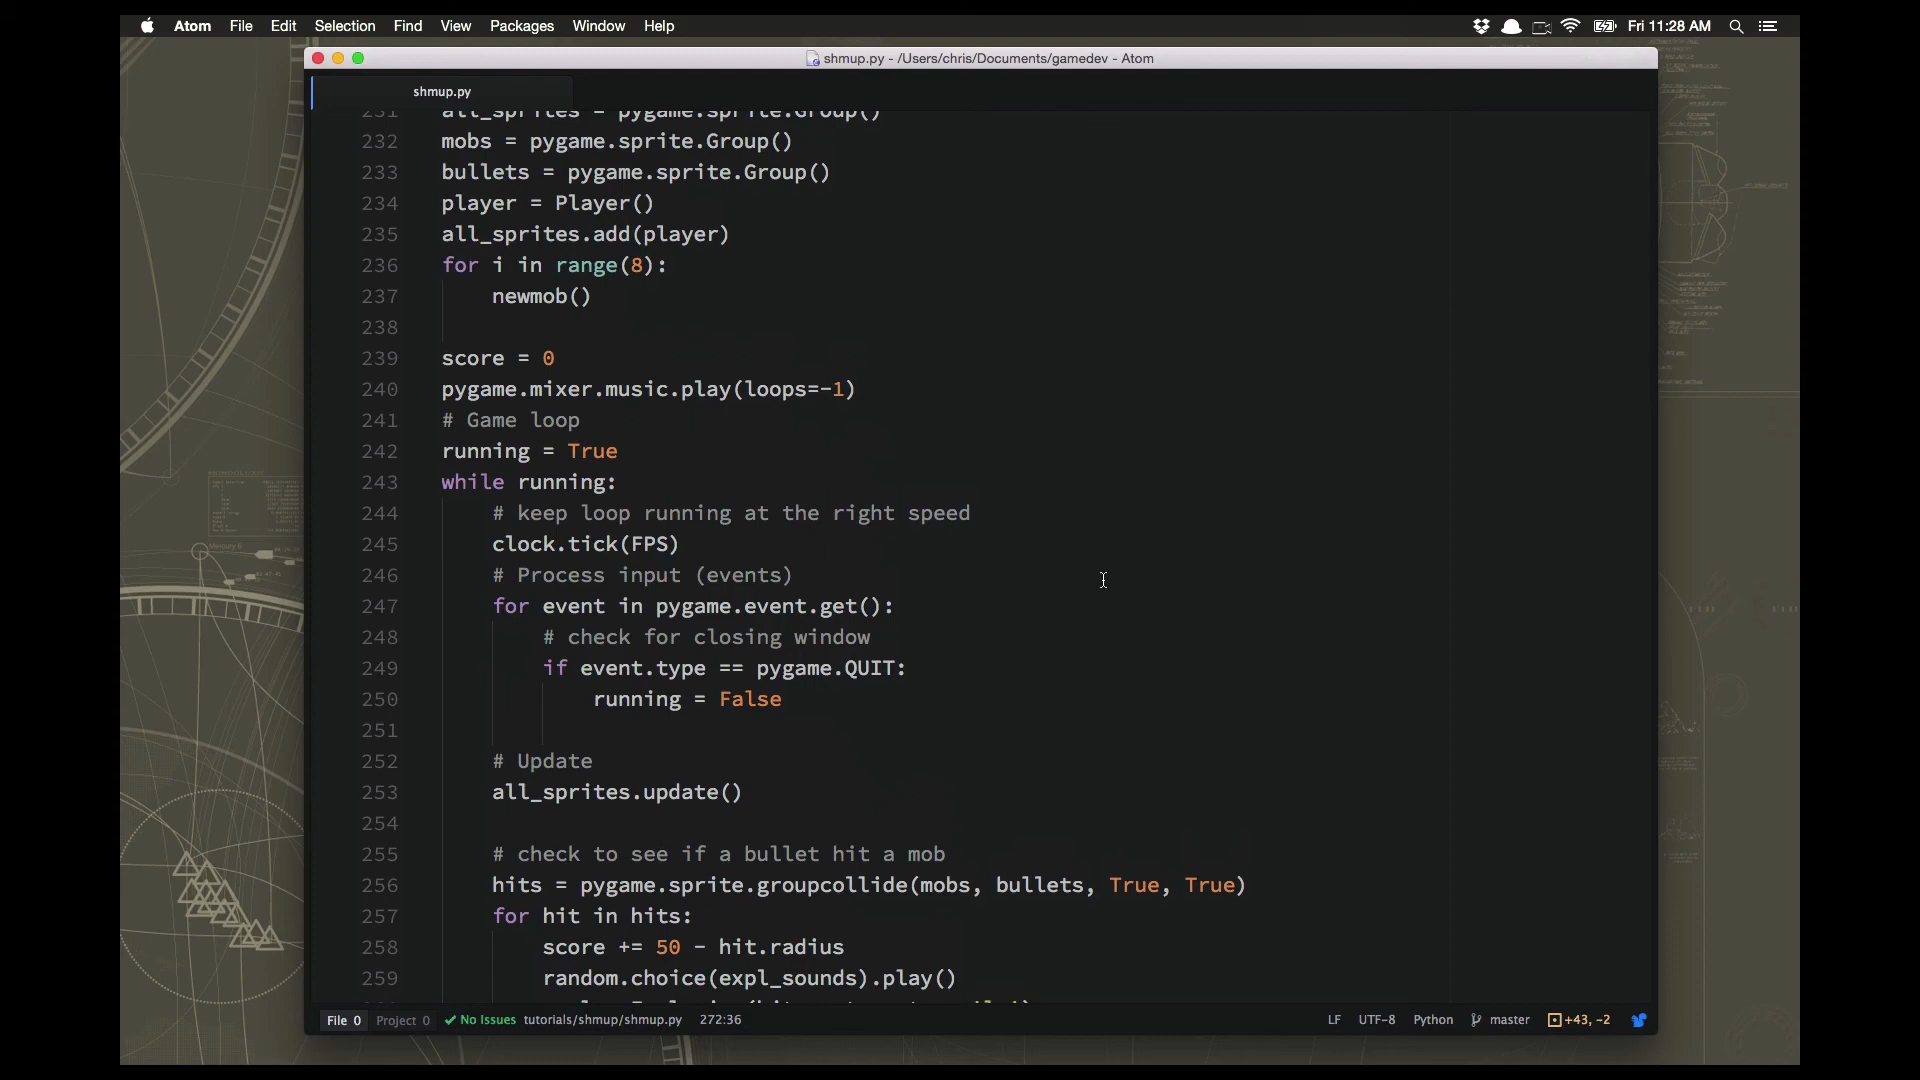 Atom File Edit Selection Find View Packages Window Help Fri 11:28 AM
shmup.py - /Users/chris/Documents/gamedev - Atom
shmup.py
231 all_sprites = pygame.sprite.Group()
232 mobs = pygame.sprite.Group()
233 bullets = pygame.sprite.Group()
234 player = Player()
235 all_sprites.add(player)
236 for i in range(8):
237     newmob()
238
239 score = 0
240 pygame.mixer.music.play(loops=-1)
241 # Game loop
242 running = True
243 while running:
244     # keep loop running at the right speed
245     clock.tick(FPS)
246     # Process input (events)
247     for event in pygame.event.get():
248         # check for closing window
249         if event.type == pygame.QUIT:
250             running = False
251
252     # Update
253     all_sprites.update()
254
255     # check to see if a bullet hit a mob
256     hits = pygame.sprite.groupcollide(mobs, bullets, True, True)
257     for hit in hits:
258         score += 50 - hit.radius
259         random.choice(expl_sounds).play()
File 0 Project 0 No Issues tutorials/shmup/shmup.py 272:36 LF UTF-8 Python master +43, -2